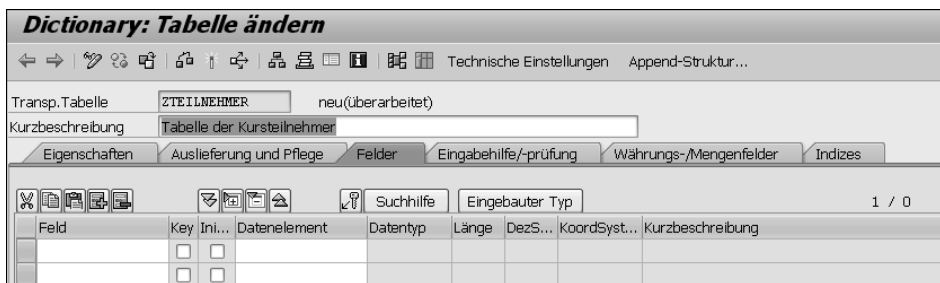 Dictionary: Tabelle ändern
Technische Einstellungen Append-Struktur...
Transp.Tabelle ZTEILNEHMER neu(überarbeitet)
Kurzbeschreibung Tabelle der Kursteilnehmer
Eigenschaften Auslieferung und Pflege Felder Eingabehilfe/-prüfung Währungs-/Mengenfelder Indizes
Suchhilfe Eingebauter Typ 1 / 0
Feld Key Ini... Datenelement Datentyp Länge DezS... KoordSyst... Kurzbeschreibung